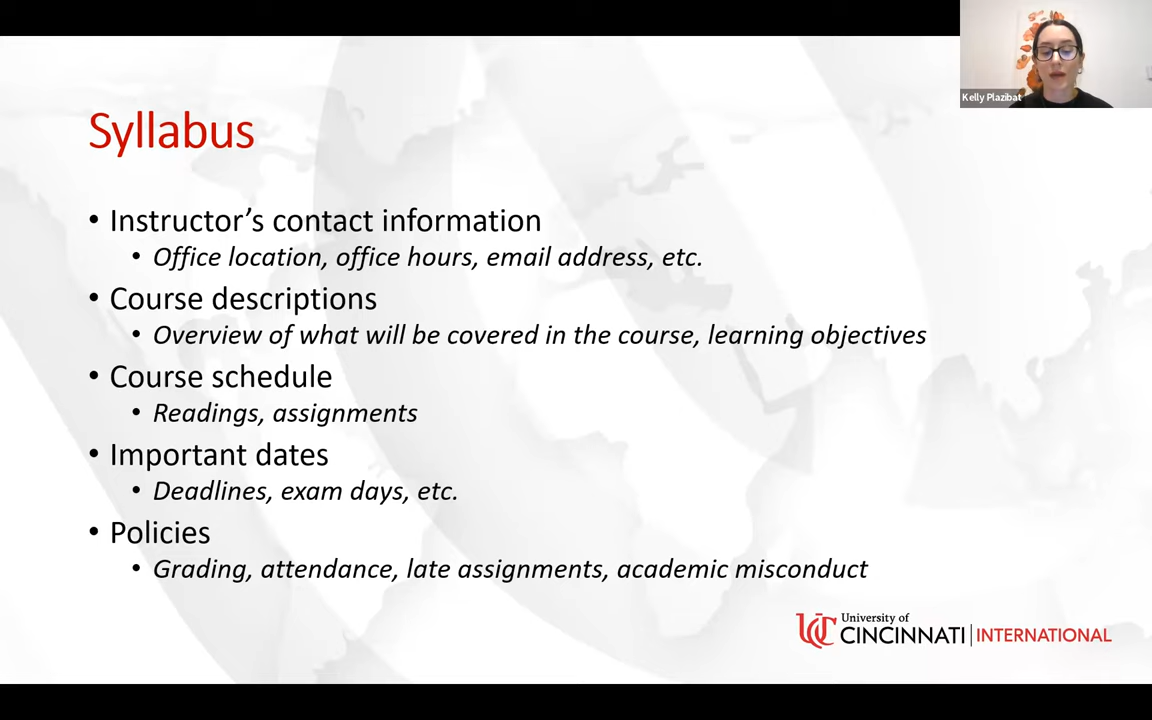 Kelly Plazibat
Syllabus
• Instructor’s contact information
• Office location, office hours, email address, etc.
• Course descriptions
• Overview of what will be covered in the course, learning objectives
• Course schedule
• Readings, assignments
• Important dates
• Deadlines, exam days, etc.
• Policies
• Grading, attendance, late assignments, academic misconduct
UC University of
CINCINNATI | INTERNATIONAL